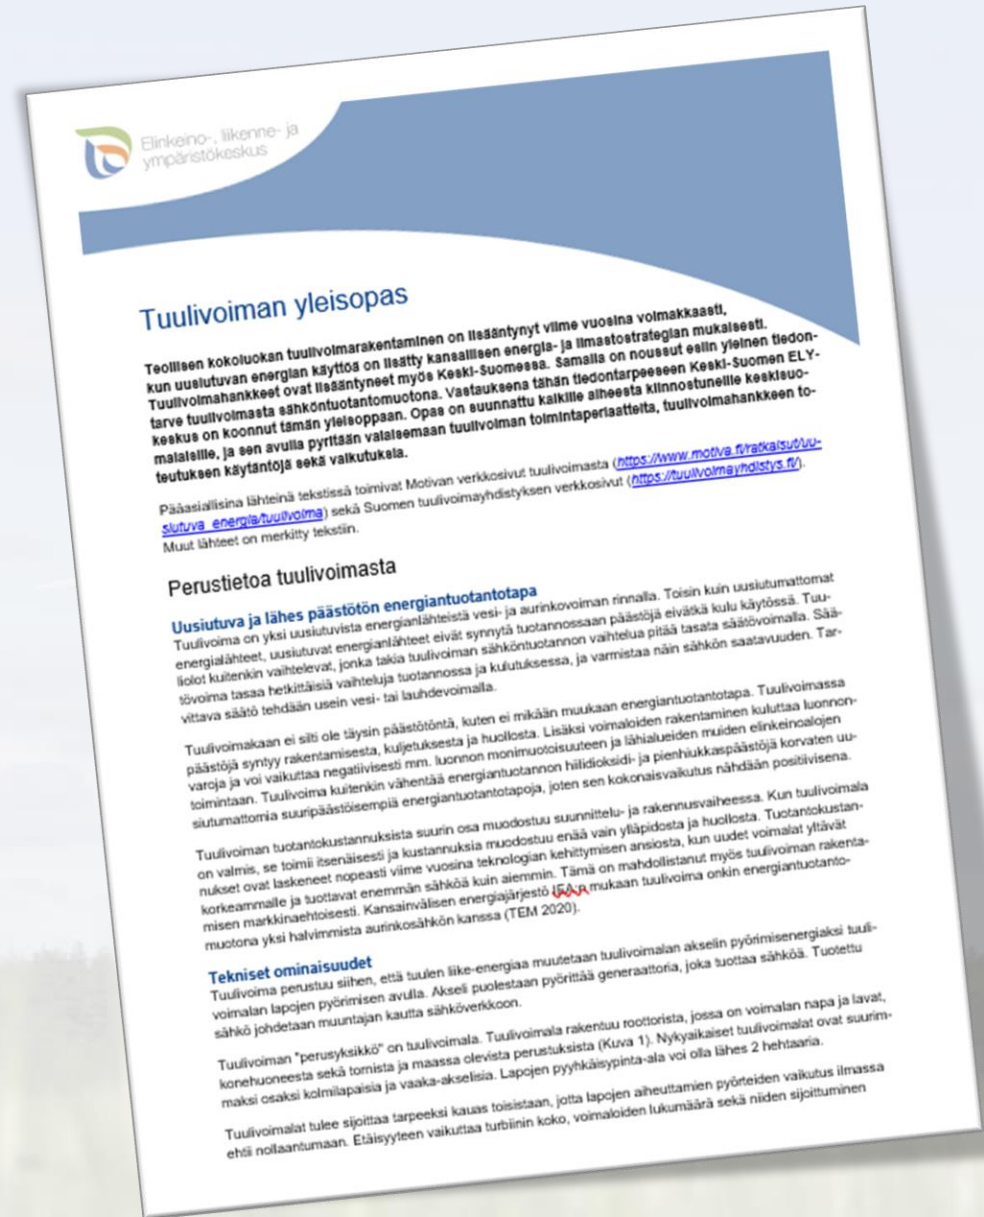 Elinkeino-, liikenne- ja
ympäristökeskus
Tuulivoiman yleisopas
Teollisen kokoluokan tuulivoimarakentaminen on lisääntynyt viime vuosina voimakkaasti,
kun uusiutuvan energian käyttöä on lisätty kansallisen energia- ja ilmastostrategian mukaisesti.
Tuulivoimahankkeet ovat lisääntyneet myös Keski-Suomessa. Samalla on noussut esiin yleinen tiedon-
tarve tuulivoimasta sähköntuotantomuotona. Vastauksena tähän tiedontarpeeseen Keski-Suomen ELY-
keskus on koonnut tämän yleisoppaan. Opas on suunnattu kaikille aiheesta kiinnostuneille keskisuo-
malaisille, ja sen avulla pyritään valaisemaan tuulivoiman toimintaperiaatteita, tuulivoimahankkeen to-
teutuksen käytäntöjä sekä vaikutuksia.
Pääasiallisina lähteinä tekstissä toimivat Motivan verkkosivut tuulivoimasta (https://www.motiva.fi/ratkaisut/uu-
siutuva_energia/tuulivoima) sekä Suomen tuulivoimayhdistyksen verkkosivut (https://tuulivoimayhdistys.fi/).
Muut lähteet on merkitty tekstiin.
Perustietoa tuulivoimasta
Uusiutuva ja lähes päästötön energiantuotantotapa
Tuulivoima on yksi uusiutuvista energianlähteistä vesi- ja aurinkovoiman rinnalla. Toisin kuin uusiutumattomat
energialähteet, uusiutuvat energianlähteet eivät synnytä tuotannossaan päästöjä eivätkä kulu käytössä. Tuu-
liolot kuitenkin vaihtelevat, jonka takia tuulivoiman sähköntuotannon vaihtelua pitää tasata säätövoimalla. Sää-
tövoima tasaa hetkittäisiä vaihteluja tuotannossa ja kulutuksessa, ja varmistaa näin sähkön saatavuuden. Tar-
vittava säätö tehdään usein vesi- tai lauhdevoimalla.
Tuulivoimakaan ei silti ole täysin päästötöntä, kuten ei mikään muukaan energiantuotantotapa. Tuulivoimassa
päästöjä syntyy rakentamisesta, kuljetuksesta ja huollosta. Lisäksi voimaloiden rakentaminen kuluttaa luonnon-
varoja ja voi vaikuttaa negatiivisesti mm. luonnon monimuotoisuuteen ja lähialueiden muiden elinkeinoalojen
toimintaan. Tuulivoima kuitenkin vähentää energiantuotannon hiilidioksidi- ja pienhiukkaspäästöjä korvaten uu-
siutumattomia suuripäästöisempiä energiantuotantotapoja, joten sen kokonaisvaikutus nähdään positiivisena.
Tuulivoiman tuotantokustannuksista suurin osa muodostuu suunnittelu- ja rakennusvaiheessa. Kun tuulivoimala
on valmis, se toimii itsenäisesti ja kustannuksia muodostuu enää vain ylläpidosta ja huollosta. Tuotantokustan-
nukset ovat laskeneet nopeasti viime vuosina teknologian kehittymisen ansiosta, kun uudet voimalat yltävät
korkeammalle ja tuottavat enemmän sähköä kuin aiemmin. Tämä on mahdollistanut myös tuulivoiman rakenta-
misen markkinaehtoisesti. Kansainvälisen energiajärjestö IEA:n mukaan tuulivoima onkin energiantuotanto-
muotona yksi halvimmista aurinkosähkön kanssa (TEM 2020).
Tekniset ominaisuudet
Tuulivoima perustuu siihen, että tuulen liike-energiaa muutetaan tuulivoimalan akselin pyörimisenergiaksi tuuli-
voimalan lapojen pyörimisen avulla. Akseli puolestaan pyörittää generaattoria, joka tuottaa sähköä. Tuotettu
sähkö johdetaan muuntajan kautta sähköverkkoon.
Tuulivoiman "perusyksikkö" on tuulivoimala. Tuulivoimala rakentuu roottorista, jossa on voimalan napa ja lavat,
konehuoneesta sekä tornista ja maassa olevista perustuksista (Kuva 1). Nykyaikaiset tuulivoimalat ovat suurim-
maksi osaksi kolmilapaisia ja vaaka-akselisia. Lapojen pyyhkäisypinta-ala voi olla lähes 2 hehtaaria.
Tuulivoimalat tulee sijoittaa tarpeeksi kauas toisistaan, jotta lapojen aiheuttamien pyörteiden vaikutus ilmassa
ehtii nollaantumaan. Etäisyyteen vaikuttaa turbiinin koko, voimaloiden lukumäärä sekä niiden sijoittuminen